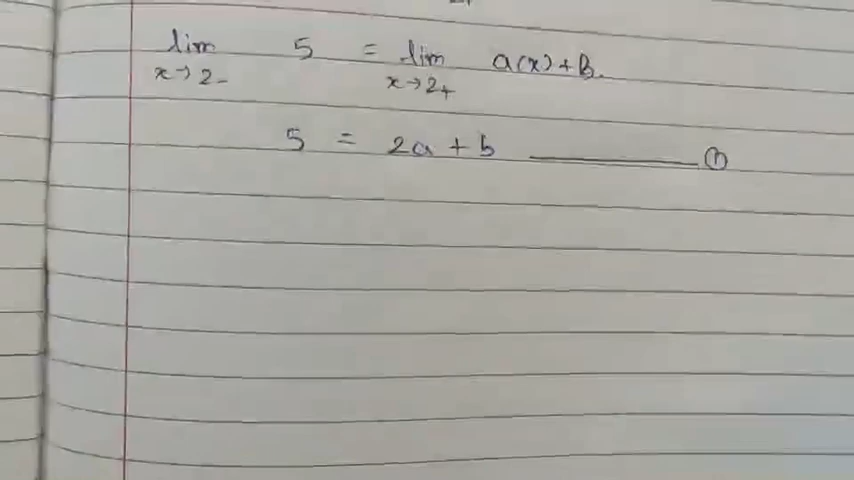 lim 5 = lim a(x) + B.
x→2- x→2+
5 = 2a + b ——— ①